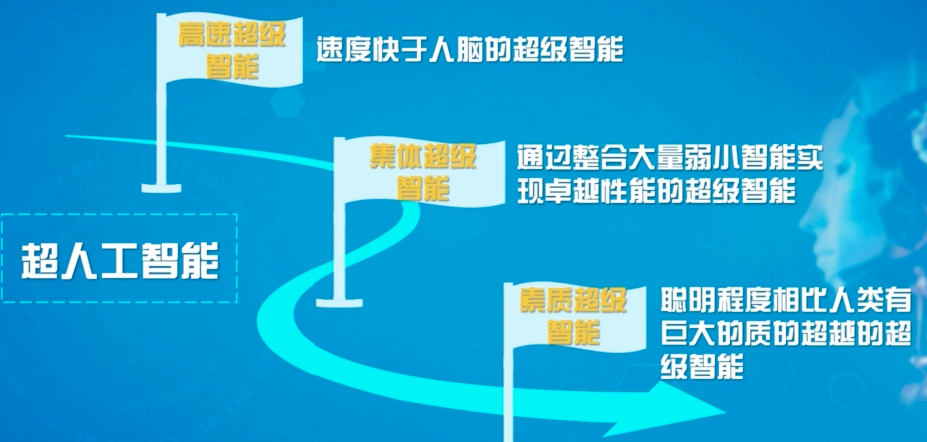 高速超级
智能
速度快于人脑的超级智能
集体超级
智能
通过整合大量弱小智能实
现卓越性能的超级智能
超人工智能
素质超级
智能
聪明程度相比人类有
巨大的质的超越的超
级智能